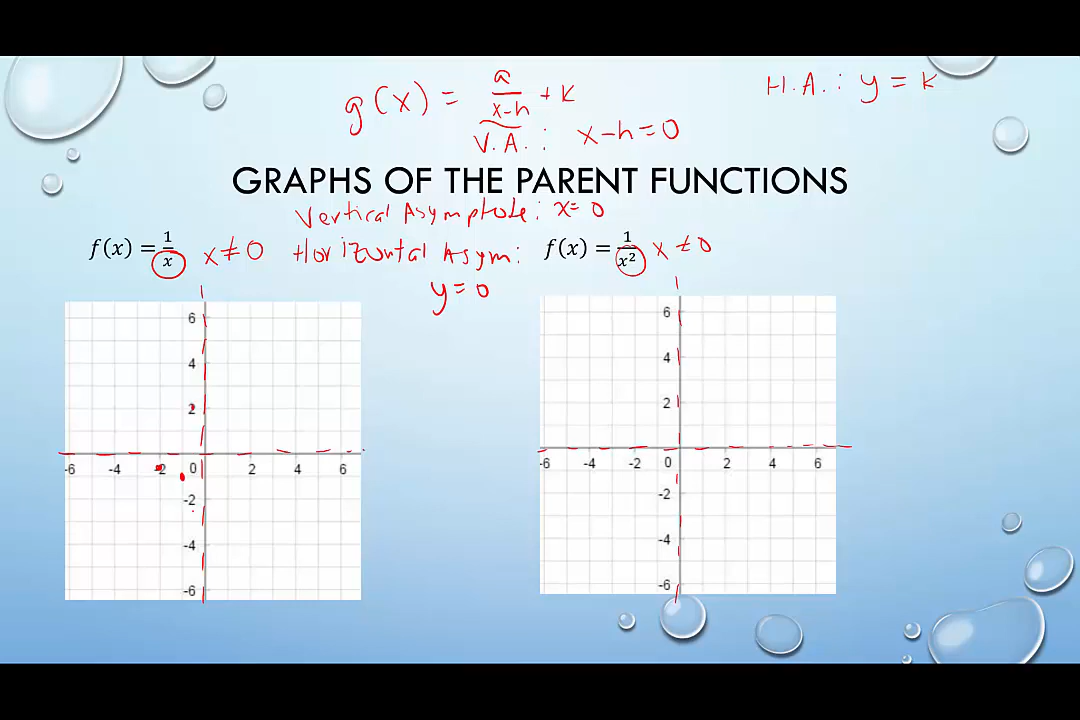 g(x) = a/(x-h) + k
H.A.: y = k
V.A.: x-h=0
GRAPHS OF THE PARENT FUNCTIONS
Vertical Asymptote: x=0
f(x) = 1/x x≠0 Horizontal Asym: f(x) = 1/x² x≠0
y=0
6 6
4 4
2 2
-6 -4 -2 0 2 4 6 -6 -4 -2 0 2 4 6
-2 -2
-4 -4
-6 -6